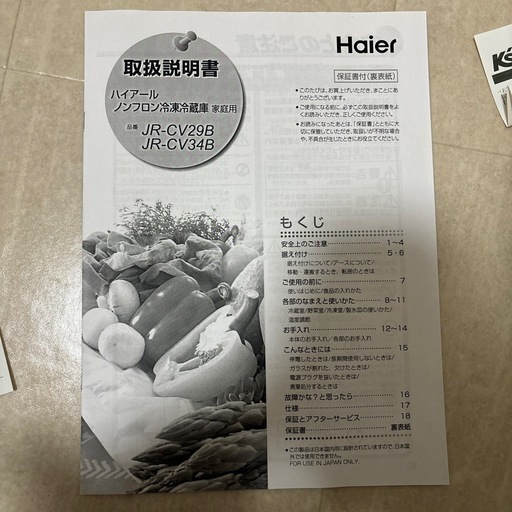 取扱説明書
ハイアール
ノンフロン冷凍冷蔵庫 家庭用
品番 JR-CV29B
JR-CV34B
Haier
保証書付(裏表紙)
●このたびは、お買上げいただき、まことにありがとうございます。
●ご使用になる前に、必ずこの取扱説明書をよくお読みいただき、正しくご使用ください。
●お読みになったあとは、「保証書」とともに大切に保管していただき、取扱いが不明な場合や、不具合が生じたときにお役立てください。
もくじ
安全上のご注意 1~4
据え付け 5・6
据え付けについて/アースについて/
移動・運搬するとき、転居のときは
ご使用の前に 7
使いはじめに/食品の入れかた
各部のなまえと使いかた 8~11
冷蔵室/野菜室/冷凍室/製氷皿の使いかた/
温度調節
お手入れ 12~14
本体のお手入れ/各部のお手入れ
こんなときには 15
停電したときは/長期間使用しないときは/
ガラスが割れた、欠けたときは/
電源プラグを抜いたときは/
廃棄処分するときは
故障かな?と思ったら 16
仕様 17
保証とアフターサービス 18
保証書 裏表紙
●この製品は日本国内用に設計されていますので、日本国外では使用できません。
FOR USE IN JAPAN ONLY.